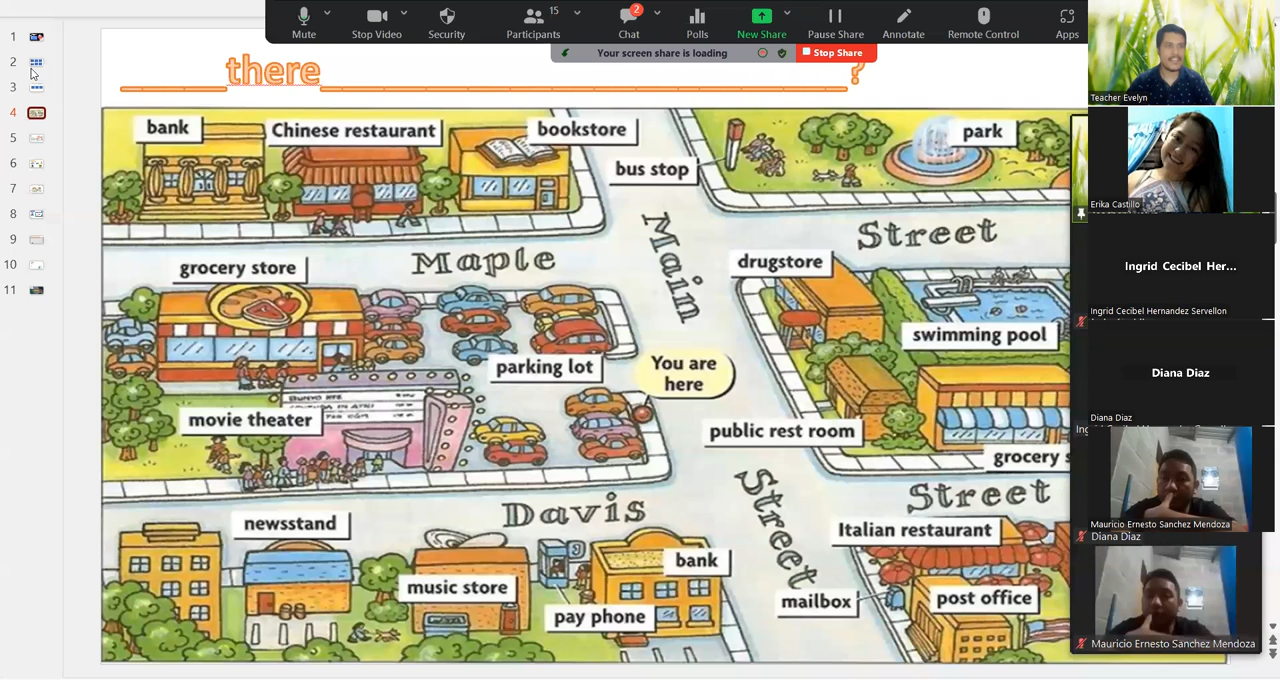 Mute
Stop Video
Security
15
Participants
2
Chat
Polls
New Share
Pause Share
Annotate
Remote Control
Apps
Your screen share is loading
Stop Share
1
2
3
4
5
6
7
8
9
10
11
________there________________________________________?
bank
Chinese restaurant
bookstore
bus stop
park
Maple
Main
Street
grocery store
drugstore
swimming pool
parking lot
You are
here
movie theater
public rest room
grocery s
Davis
Street
Street
newsstand
music store
pay phone
bank
Italian restaurant
mailbox
post office
Teacher Evelyn
Erika Castillo
Ingrid Cecibel Her...
Ingrid Cecibel Hernandez Servellon
Diana Diaz
Diana Diaz
Mauricio Ernesto Sanchez Mendoza
Diana Diaz
Mauricio Ernesto Sanchez Mendoza